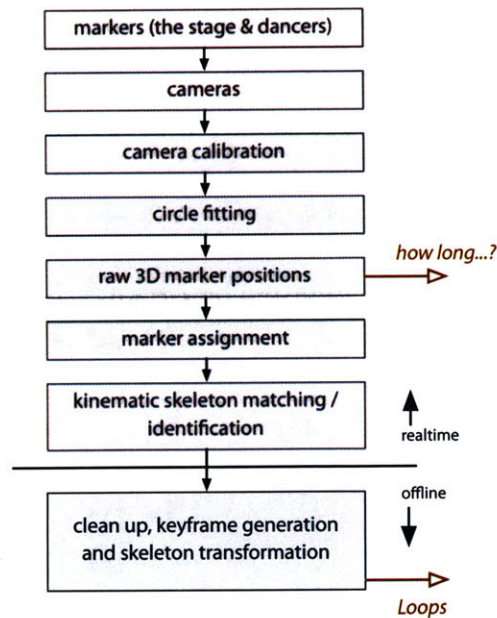 markers (the stage & dancers)
cameras
camera calibration
circle fitting
how long...?
raw 3D marker positions
marker assignment
kinematic skeleton matching /
identification
realtime
offline
clean up, keyframe generation
and skeleton transformation
Loops